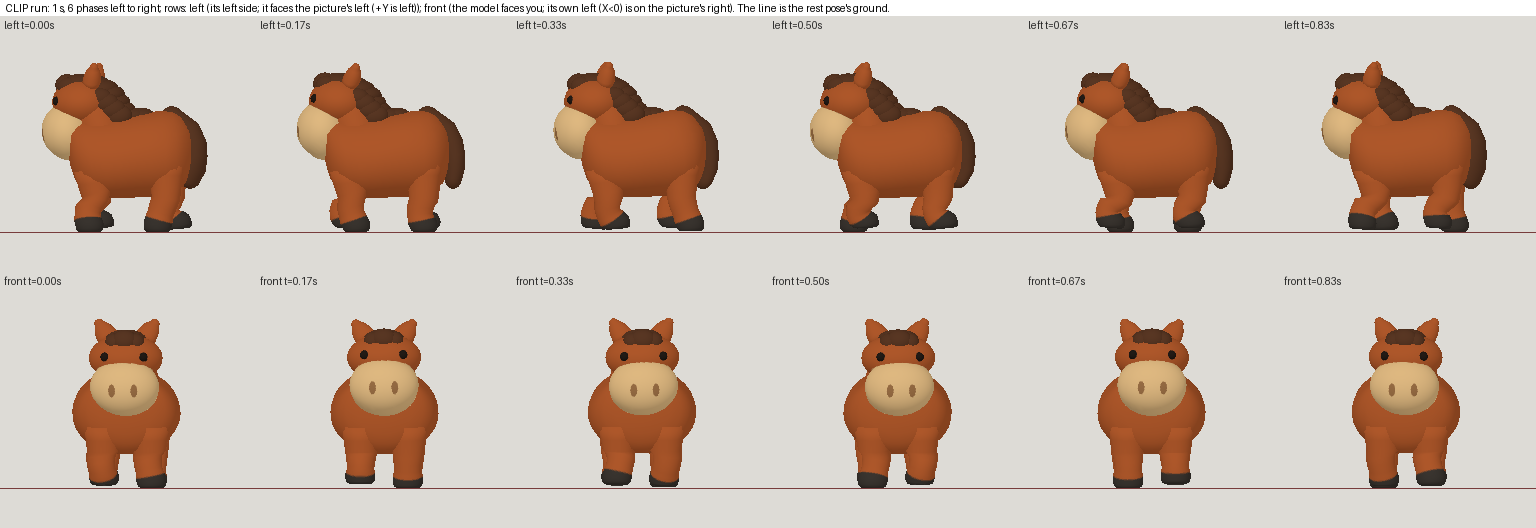 CLIP run: 1 s, 6 phases left to right; rows: left (its left side; it faces the picture's left (+Y is left)); front (the model faces you; its own left (X<0) is on the picture's right). The line is the rest pose's ground.
left t=0.00s left t=0.17s left t=0.33s left t=0.50s left t=0.67s left t=0.83s
front t=0.00s front t=0.17s front t=0.33s front t=0.50s front t=0.67s front t=0.83s